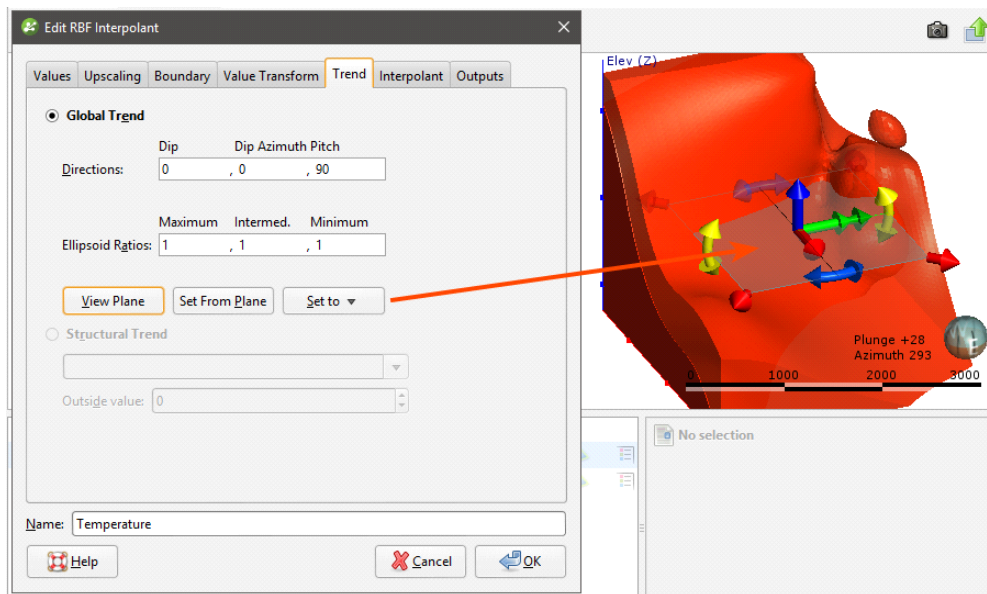 Edit RBF Interpolant
Values Upscaling Boundary Value Transform Trend Interpolant Outputs
Global Trend
Dip Dip Azimuth Pitch
Directions: 0 , 0 , 90
Maximum Intermed. Minimum
Ellipsoid Ratios: 1 , 1 , 1
View Plane Set From Plane Set to
Structural Trend
Outside value: 0
Name: Temperature
Help Cancel OK
Elev (Z)
Plunge +28
Azimuth 293
0 1000 2000 3000
No selection